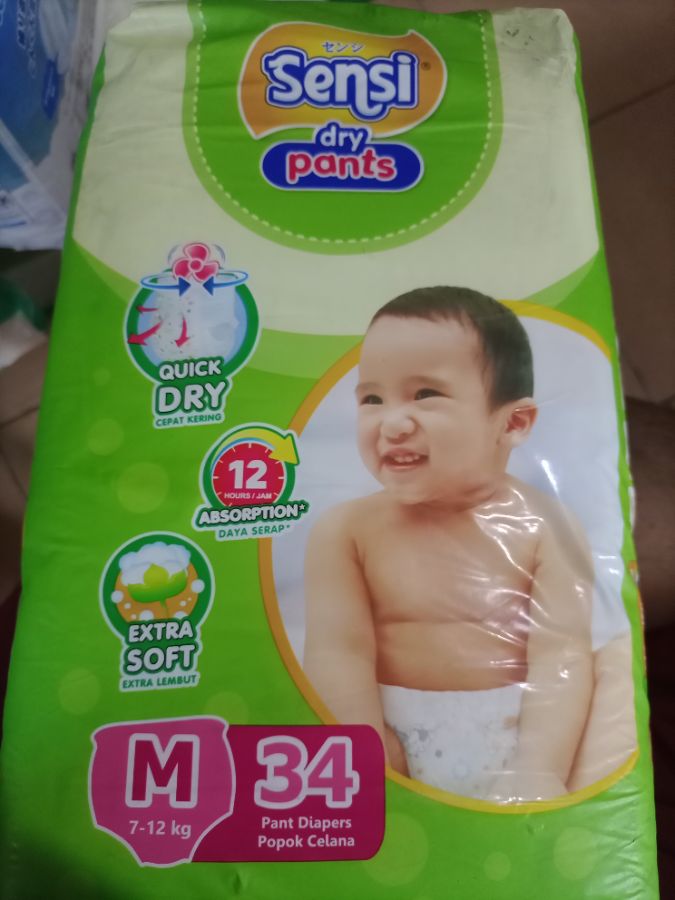 センシ
Sensi®
dry
pants
QUICK
DRY
CEPAT KERING
12
HOURS / JAM
ABSORPTION*
DAYA SERAP*
EXTRA
SOFT
EXTRA LEMBUT
M
7-12 kg
34
Pant Diapers
Popok Celana